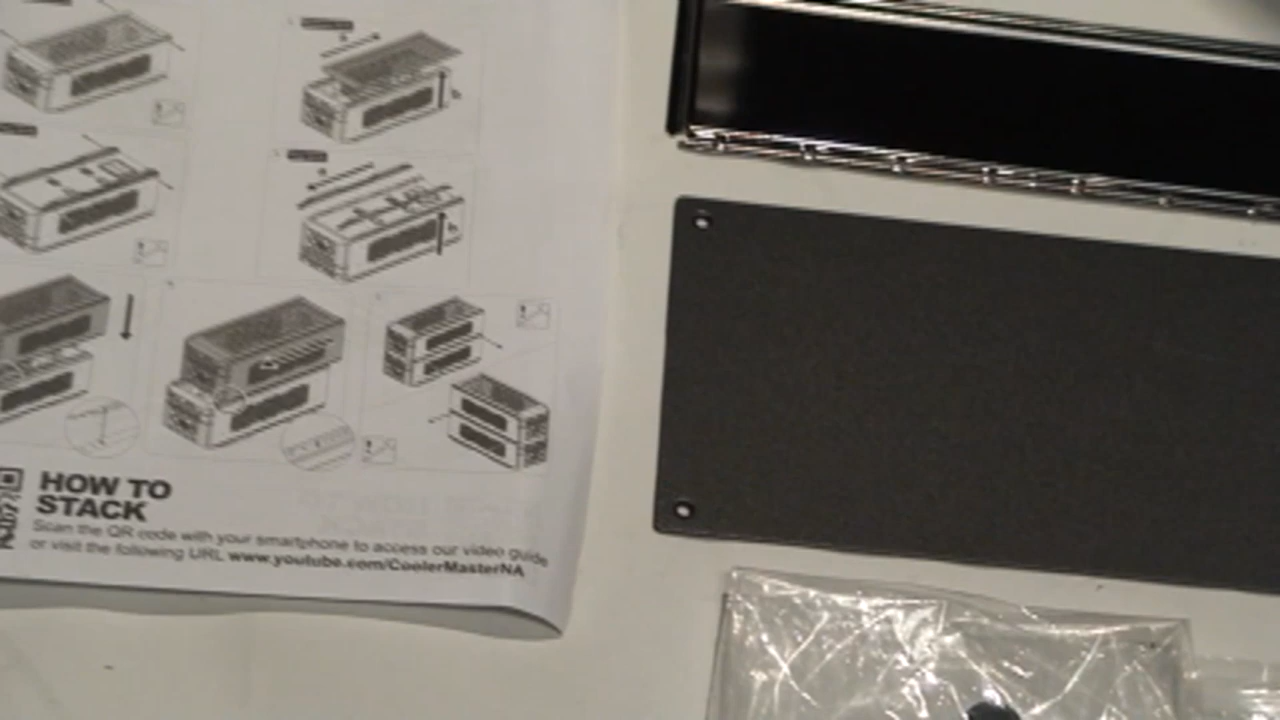 HOW TO
STACK
Scan the QR code with your smartphone to access our video guide
or visit the following URL www.youtube.com/CoolerMasterNA